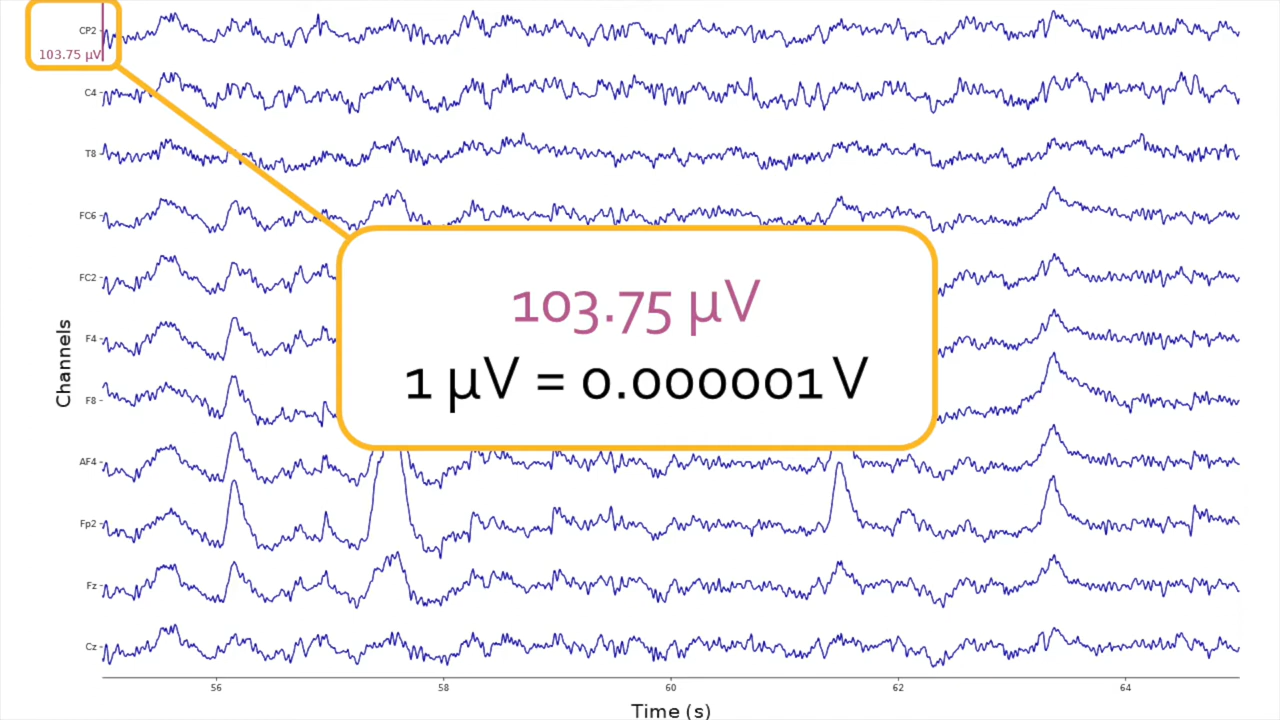 CP2
103.75 µV
C4
T8
FC6
FC2
103.75 µV
1 µV = 0.000001 V
Channels
F4
F8
AF4
Fp2
Fz
Cz
56 58 60 62 64
Time (s)